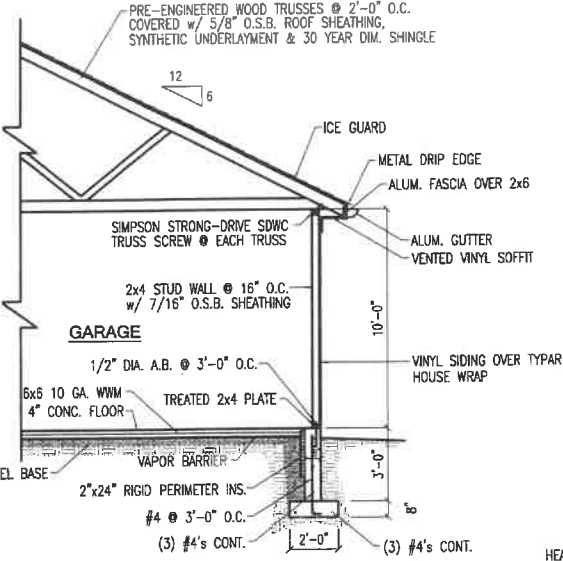 PRE-ENGINEERED WOOD TRUSSES @ 2'-0" O.C.
COVERED w/ 5/8" O.S.B. ROOF SHEATHING,
SYNTHETIC UNDERLAYMENT & 30 YEAR DIM. SHINGLE
12
6
ICE GUARD
METAL DRIP EDGE
ALUM. FASCIA OVER 2x6
SIMPSON STRONG-DRIVE SDWC
TRUSS SCREW @ EACH TRUSS
ALUM. GUTTER
VENTED VINYL SOFFIT
2x4 STUD WALL @ 16" O.C.
w/ 7/16" O.S.B. SHEATHING
10'-0"
GARAGE
1/2" DIA. A.B. @ 3'-0" O.C.
VINYL SIDING OVER TYPAR
HOUSE WRAP
6x6 10 GA. WWM
4" CONC. FLOOR
TREATED 2x4 PLATE
VAPOR BARRIER
EL BASE
3'-0"
2"x24" RIGID PERIMETER INS.
#4 @ 3'-0" O.C.
8"
(3) #4's CONT.
2'-0"
(3) #4's CONT.
HEA